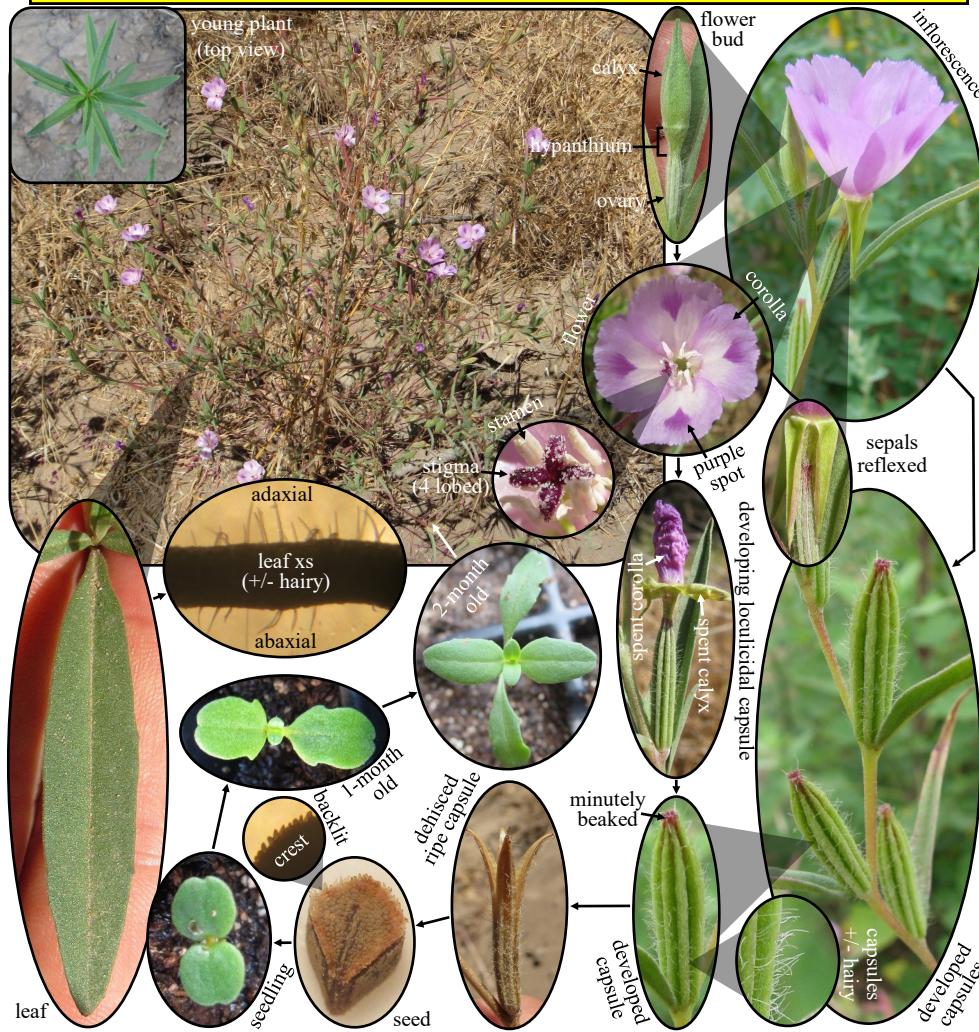 young plant
(top view)
flower
bud
calyx
hypanthium
ovary
inflorescence
flower
corolla
purple
spot
stamen
stigma
(4 lobed)
sepals
reflexed
adaxial
leaf xs
(+/- hairy)
abaxial
2-month
old
spent corolla
spent calyx
developing loculicidal capsule
1-month
old
minutely
beaked
dehisced
ripe capsule
backlit
crest
capsules
+/- hairy
leaf
seedling
seed
developed
capsule
developed
capsules